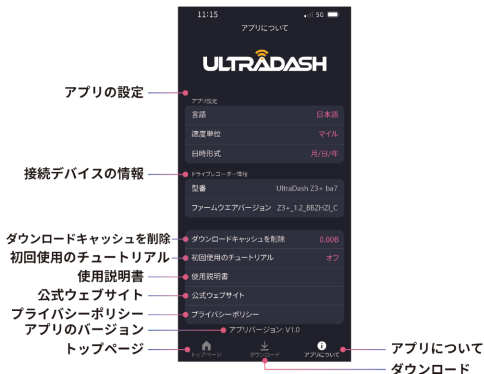 11:15
5G
アプリについて
ULTRADASH
アプリの設定
アプリ設定
言語 日本語
速度単位 マイル
日時形式 月/日/年
接続デバイスの情報
ドライブレコーダー情報
型番 UltraDash Z3+ ba7
ファームウエアバージョン Z3+_1.2_BBZHZI_C
ダウンロードキャッシュを削除
ダウンロードキャッシュを削除 0.00B
初回使用のチュートリアル
初回使用のチュートリアル オフ
使用説明書
使用説明書
公式ウェブサイト
公式ウェブサイト
プライバシーポリシー
プライバシーポリシー
アプリのバージョン
アプリバージョン: V1.0
トップページ
トップページ ダウンロード アプリについて
アプリについて
ダウンロード